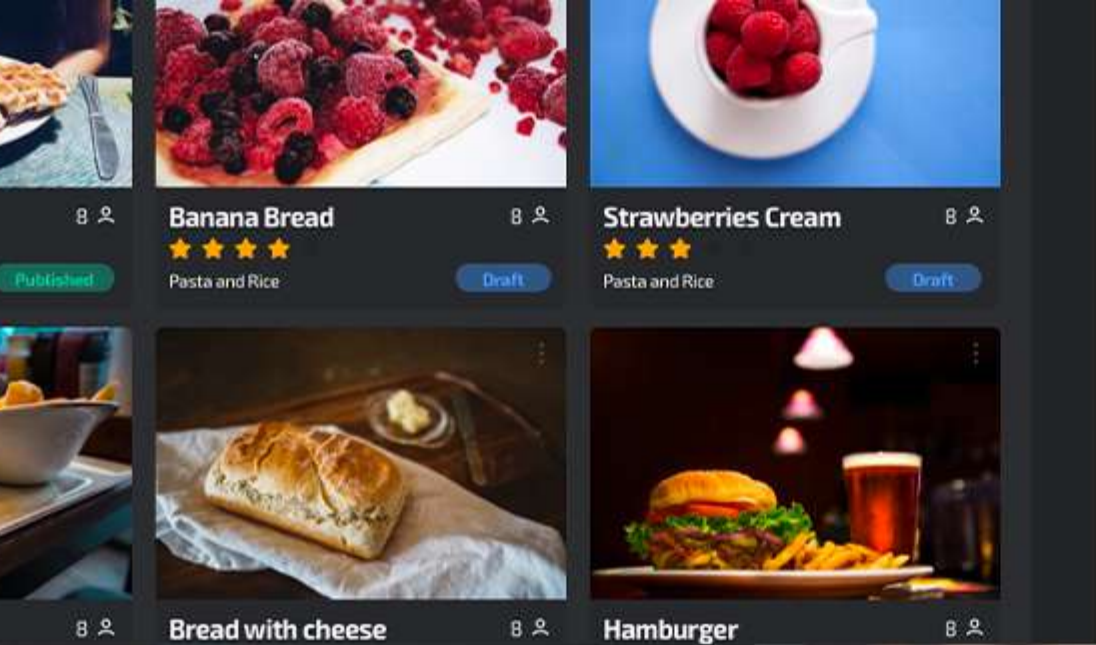 8
Published
Banana Bread 8
Pasta and Rice Draft
Strawberries Cream 8
Pasta and Rice Draft
8
Bread with cheese 8
Hamburger 8